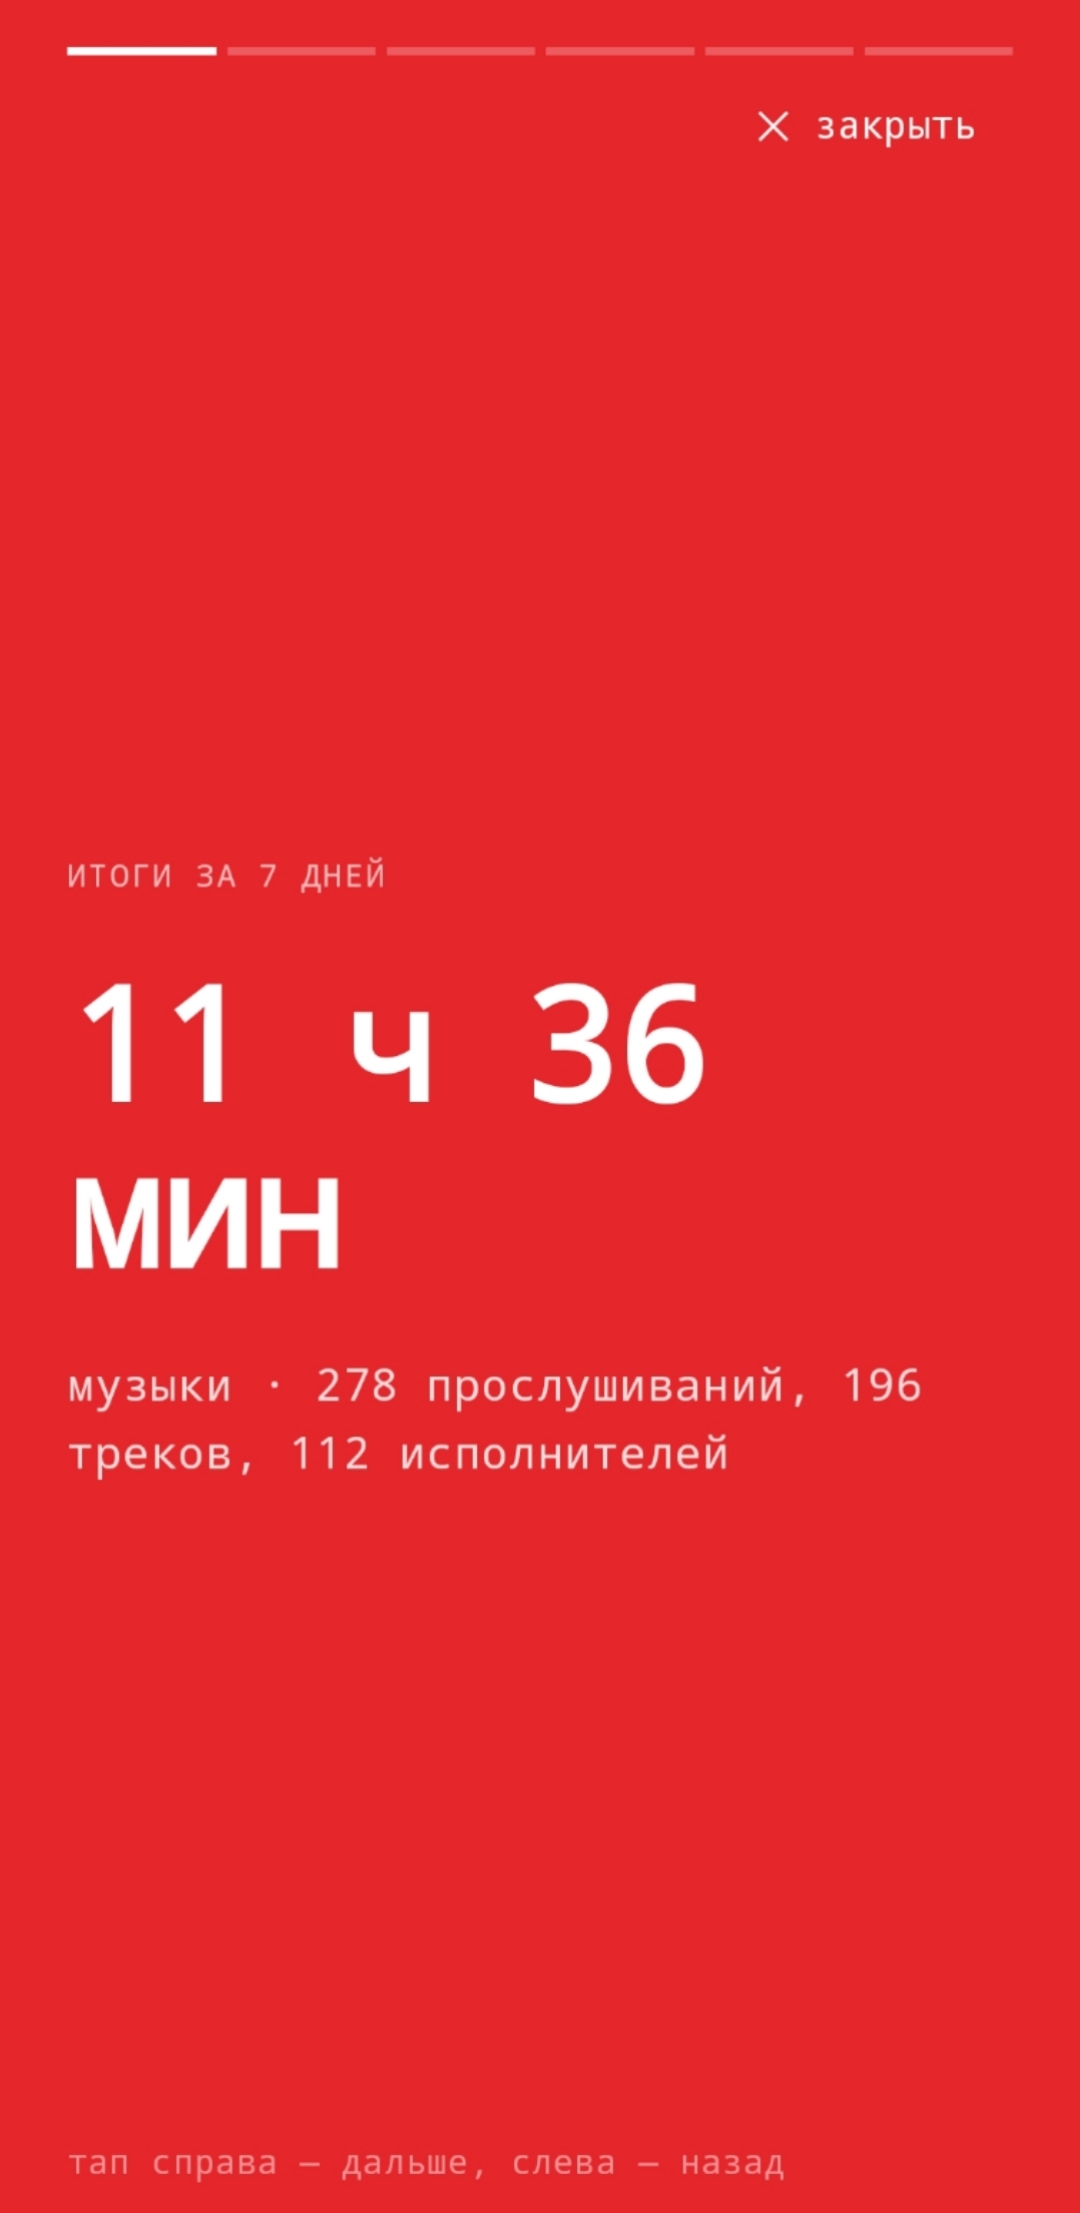 закрыть
ИТОГИ ЗА 7 ДНЕЙ
11 ч 36
мин
музыки · 278 прослушиваний, 196
треков, 112 исполнителей
тап справа — дальше, слева — назад